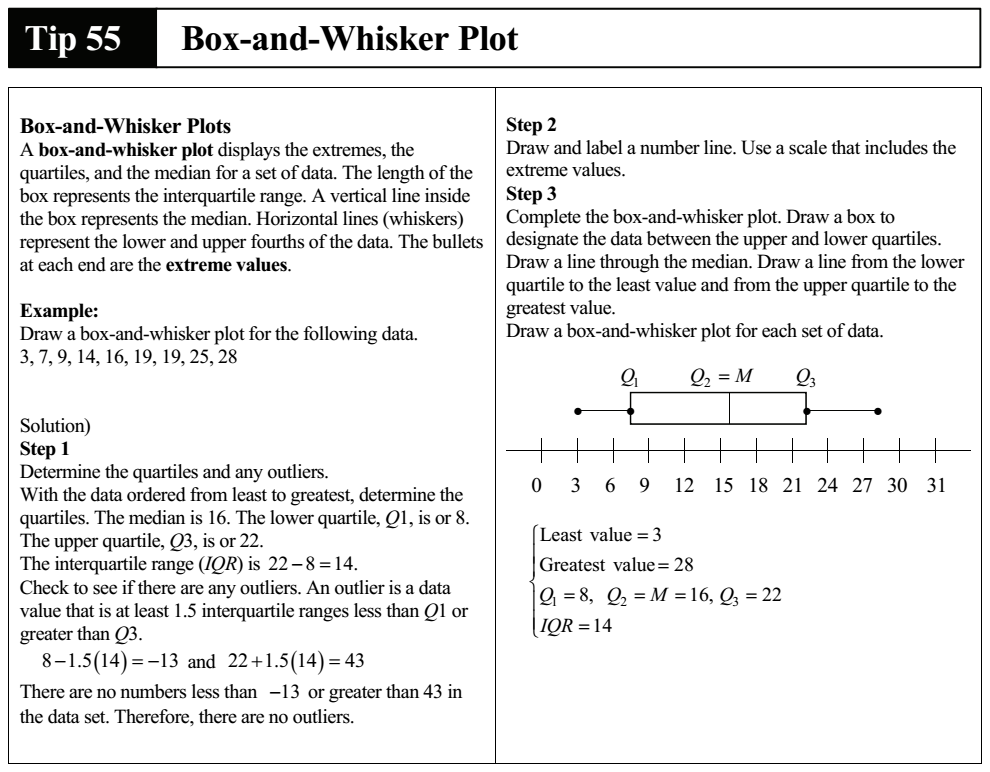 Tip 55 Box-and-Whisker Plot
Box-and-Whisker Plots
A box-and-whisker plot displays the extremes, the
quartiles, and the median for a set of data. The length of the
box represents the interquartile range. A vertical line inside
the box represents the median. Horizontal lines (whiskers)
represent the lower and upper fourths of the data. The bullets
at each end are the extreme values.
Example:
Draw a box-and-whisker plot for the following data.
3, 7, 9, 14, 16, 19, 19, 25, 28
Solution)
Step 1
Determine the quartiles and any outliers.
With the data ordered from least to greatest, determine the
quartiles. The median is 16. The lower quartile, Q1, is or 8.
The upper quartile, Q3, is or 22.
The interquartile range (IQR) is 22 − 8 = 14.
Check to see if there are any outliers. An outlier is a data
value that is at least 1.5 interquartile ranges less than Q1 or
greater than Q3.
8−1.5(14) = −13 and 22+1.5(14) = 43
There are no numbers less than −13 or greater than 43 in
the data set. Therefore, there are no outliers.
Step 2
Draw and label a number line. Use a scale that includes the
extreme values.
Step 3
Complete the box-and-whisker plot. Draw a box to
designate the data between the upper and lower quartiles.
Draw a line through the median. Draw a line from the lower
quartile to the least value and from the upper quartile to the
greatest value.
Draw a box-and-whisker plot for each set of data.
Q₁ Q₂ = M Q₃
0 3 6 9 12 15 18 21 24 27 30 31
Least value = 3
Greatest value = 28
Q₁ = 8, Q₂ = M = 16, Q₃ = 22
IQR = 14